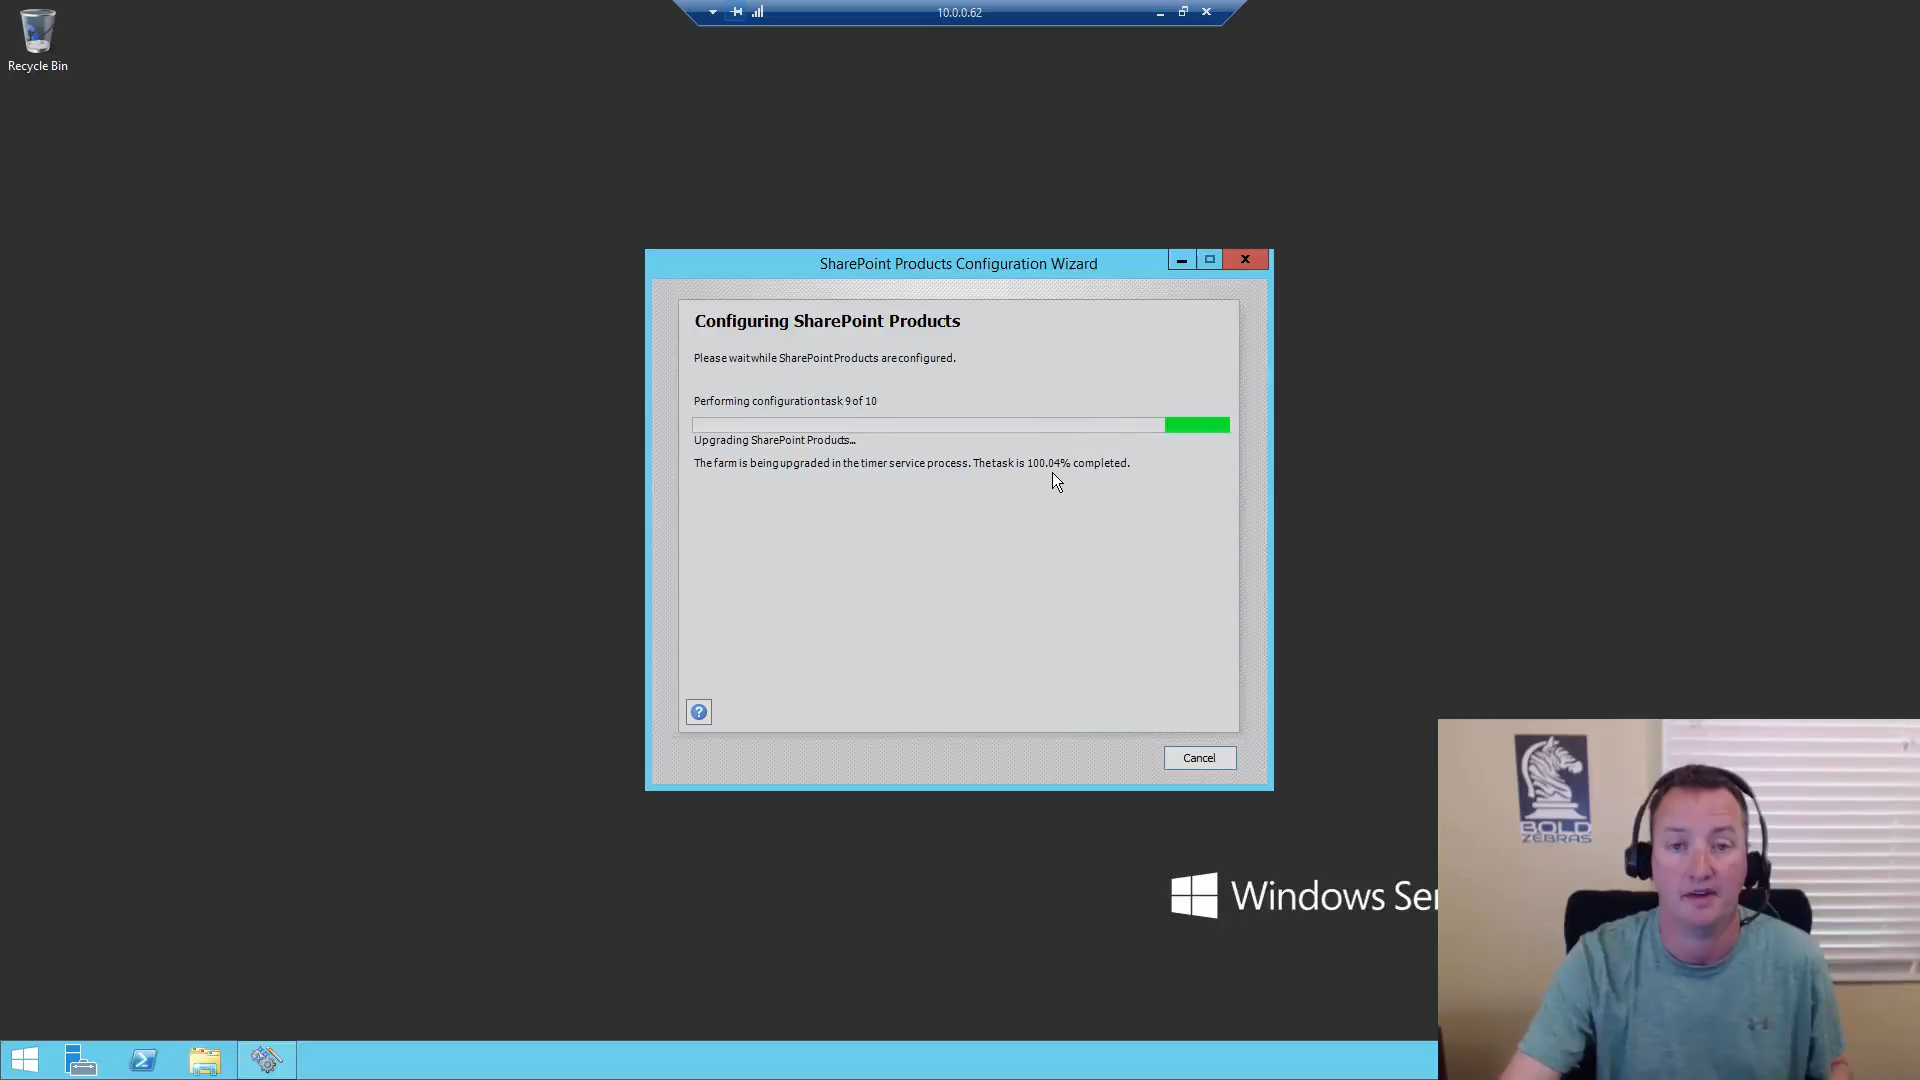 10.0.0.62
Recycle Bin
SharePoint Products Configuration Wizard
Configuring SharePoint Products
Please wait while SharePoint Products are configured.
Performing configuration task 9 of 10
Upgrading SharePoint Products...
The farm is being upgraded in the timer service process. The task is 100.04% completed.
?
Cancel
BOLD
ZEBRAS
Windows Ser